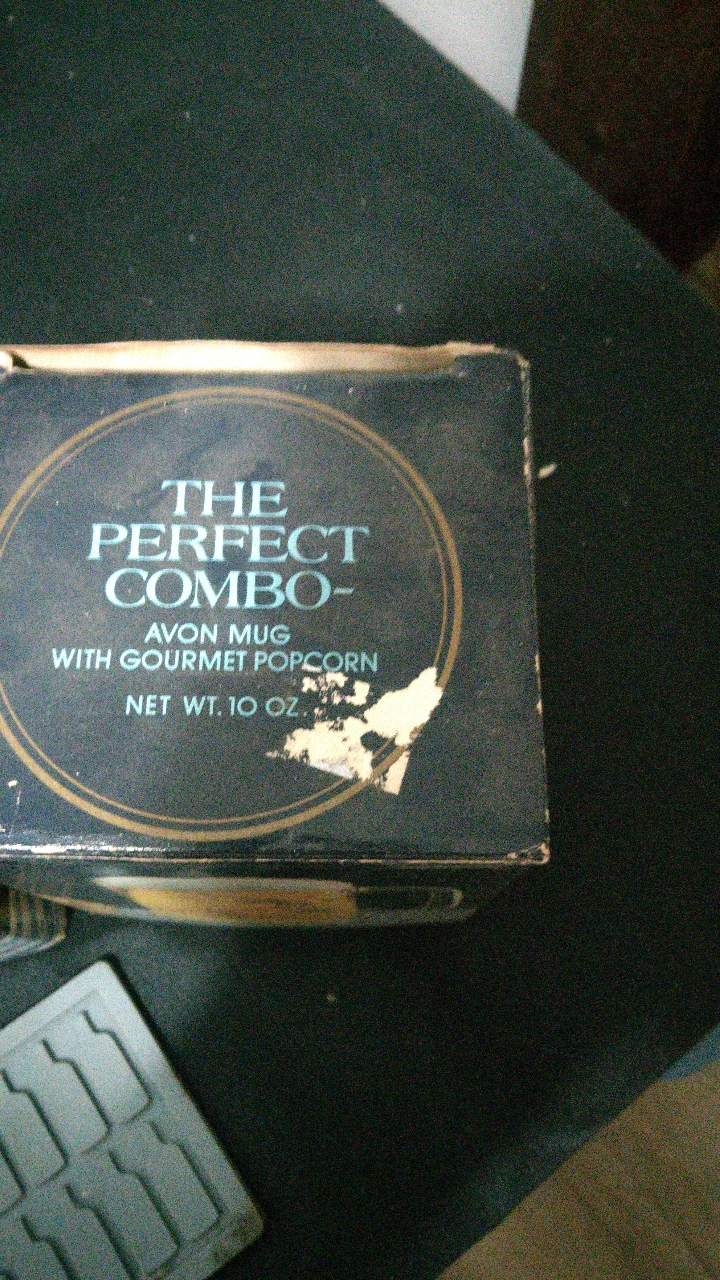 THE
PERFECT
COMBO-
AVON MUG
WITH GOURMET POPCORN
NET WT. 10 OZ.